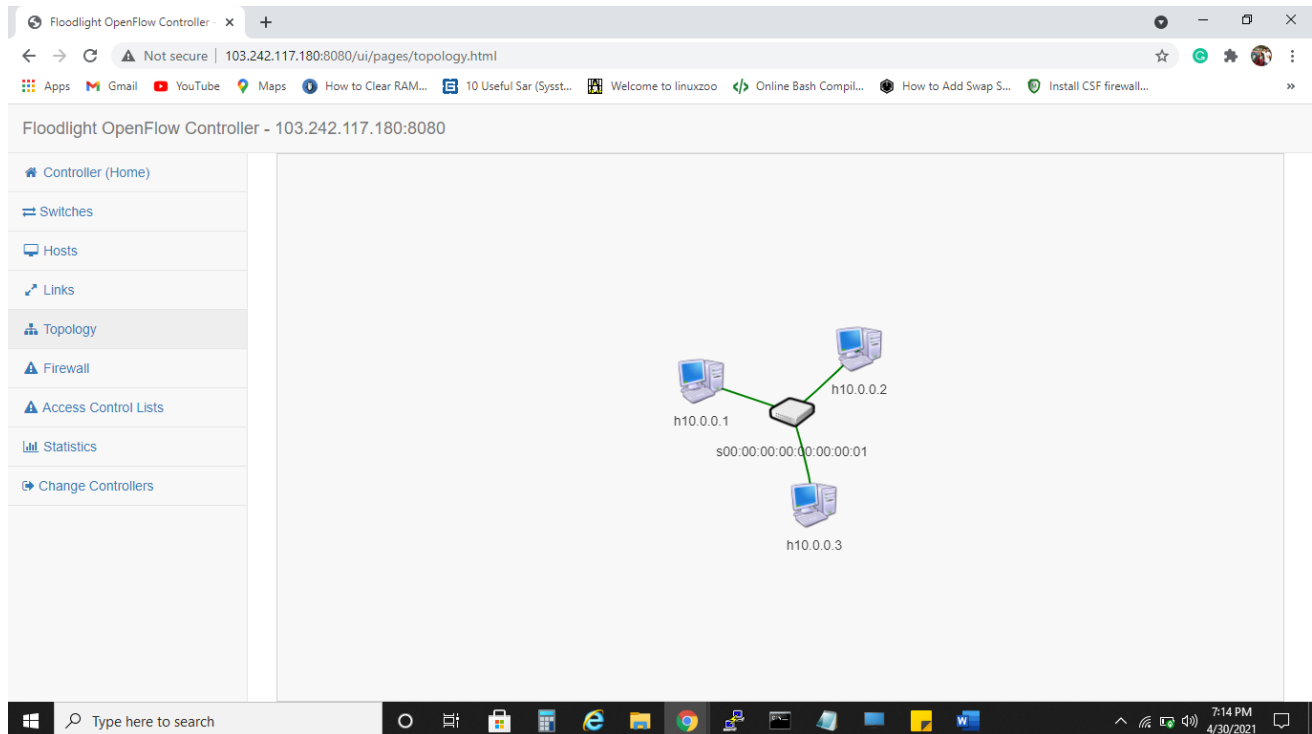 Floodlight OpenFlow Controller -
Not secure | 103.242.117.180:8080/ui/pages/topology.html
Apps Gmail YouTube Maps How to Clear RAM... 10 Useful Sar (Sysst... Welcome to linuxzoo Online Bash Compil... How to Add Swap S... Install CSF firewall... »
Floodlight OpenFlow Controller - 103.242.117.180:8080
Controller (Home)
Switches
Hosts
Links
Topology
Firewall
Access Control Lists
Statistics
Change Controllers
h10.0.0.2
h10.0.0.1
s00:00:00:00:00:00:00:01
h10.0.0.3
Type here to search
7:14 PM
4/30/2021